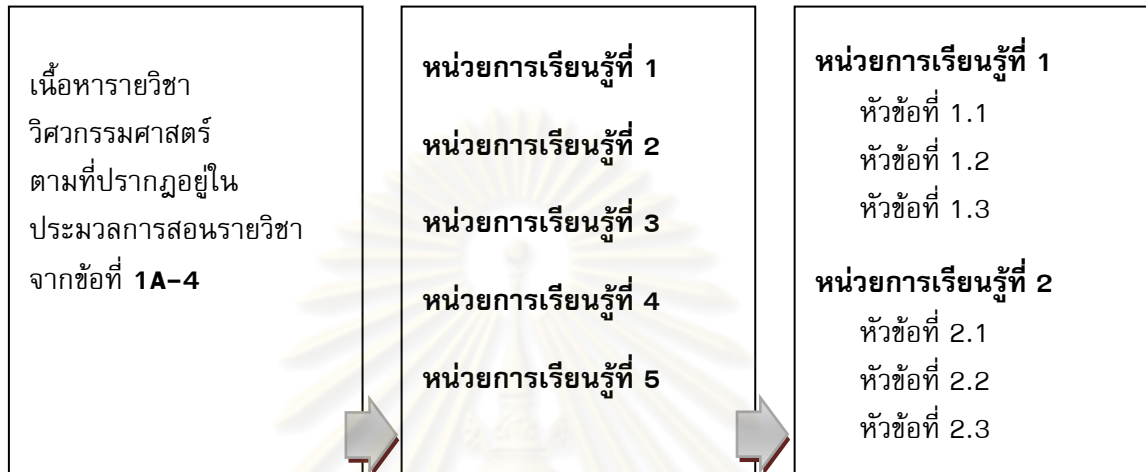 เนื้อหารายวิชา
วิศวกรรมศาสตร์
ตามที่ปรากฎอยู่ใน
ประมวลการสอนรายวิชา
จากข้อที่ 1A-4
หน่วยการเรียนรู้ที่ 1
หน่วยการเรียนรู้ที่ 2
หน่วยการเรียนรู้ที่ 3
หน่วยการเรียนรู้ที่ 4
หน่วยการเรียนรู้ที่ 5
หน่วยการเรียนรู้ที่ 1
หัวข้อที่ 1.1
หัวข้อที่ 1.2
หัวข้อที่ 1.3
หน่วยการเรียนรู้ที่ 2
หัวข้อที่ 2.1
หัวข้อที่ 2.2
หัวข้อที่ 2.3